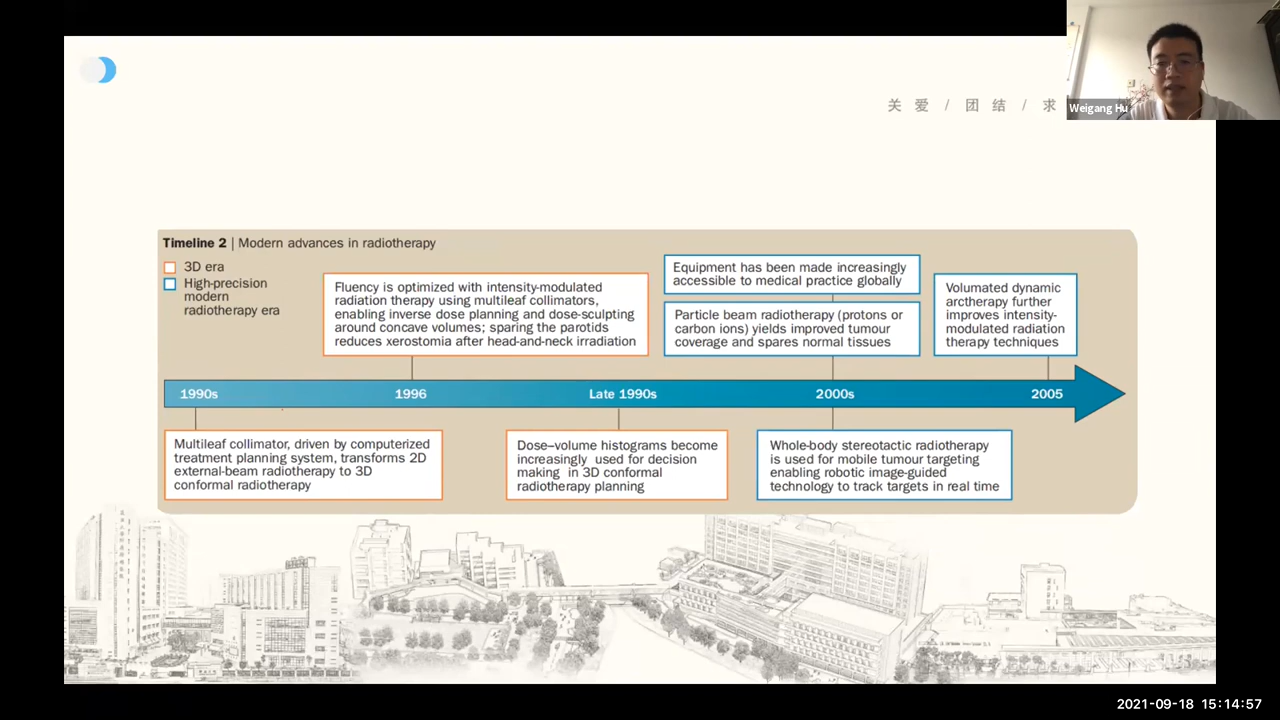 关 爱 / 团 结 / 求
Weigang Hu
Timeline 2 | Modern advances in radiotherapy
3D era
High-precision
modern
radiotherapy era
Fluency is optimized with intensity-modulated
radiation therapy using multileaf collimators,
enabling inverse dose planning and dose-sculpting
around concave volumes; sparing the parotids
reduces xerostomia after head-and-neck irradiation
Equipment has been made increasingly
accessible to medical practice globally
Particle beam radiotherapy (protons or
carbon ions) yields improved tumour
coverage and spares normal tissues
Volumated dynamic
arctherapy further
improves intensity-
modulated radiation
therapy techniques
1990s
1996
Late 1990s
2000s
2005
Multileaf collimator, driven by computerized
treatment planning system, transforms 2D
external-beam radiotherapy to 3D
conformal radiotherapy
Dose–volume histograms become
increasingly used for decision
making in 3D conformal
radiotherapy planning
Whole-body stereotactic radiotherapy
is used for mobile tumour targeting
enabling robotic image-guided
technology to track targets in real time
2021-09-18 15:14:57